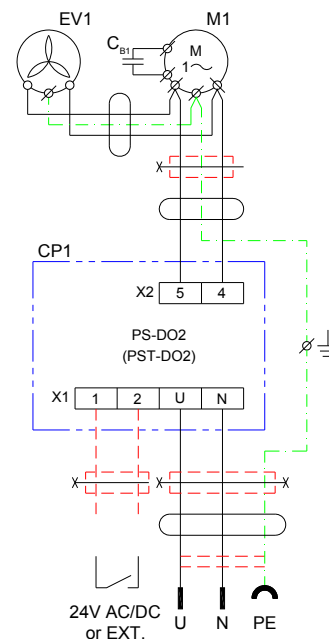 EV1
M1
CB1
M
1~
CP1
X2 5 4
PS-DO2
(PST-DO2)
X1 1 2 U N
24V AC/DC
or EXT.
U N PE